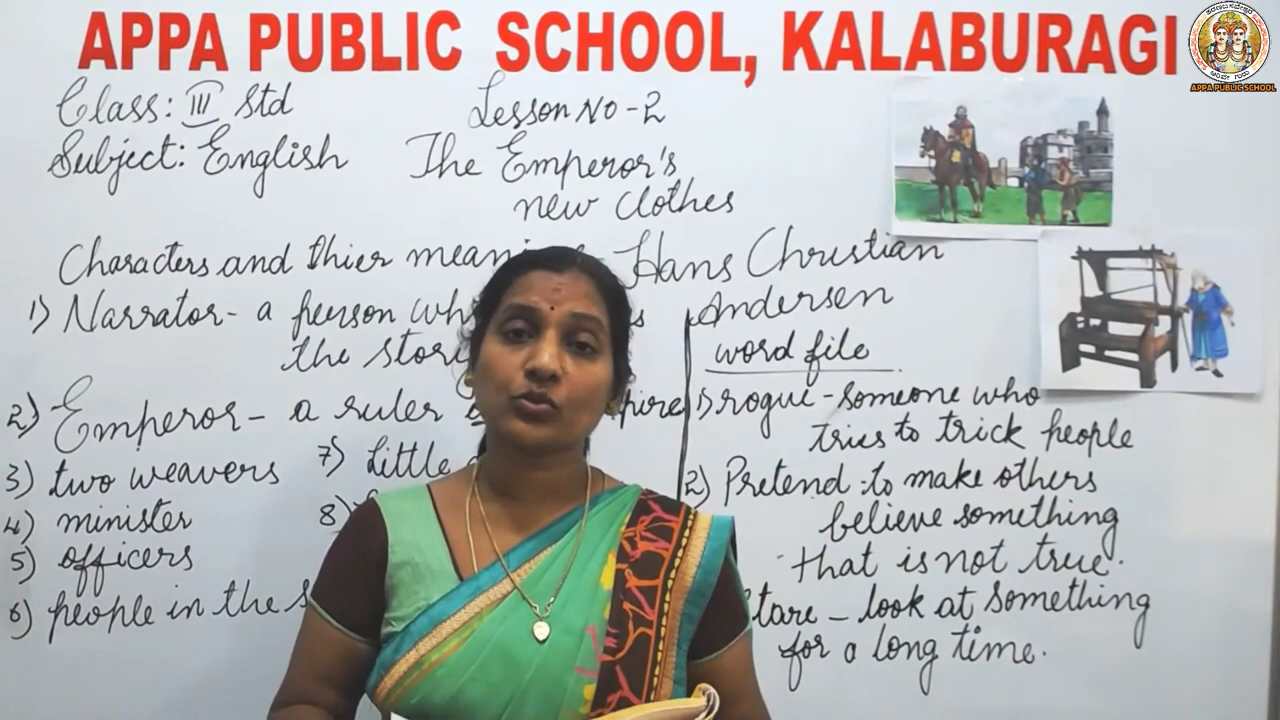 APPA PUBLIC SCHOOL, KALABURAGI
APPA PUBLIC SCHOOL
Class: III Std
Lesson No - 2
Subject: English
The Emperor's
new clothes
Characters and thier
Hans Christian
Andersen
1) Narrator - a person
the story
word file
2) Emperor - a ruler
1) rogue - someone who
tries to trick people
3) two weavers
7) Little
2) Pretend - to make others
believe something
that is not true.
4) minister
8)
5) officers
6) people in the
look at something
for a long time.